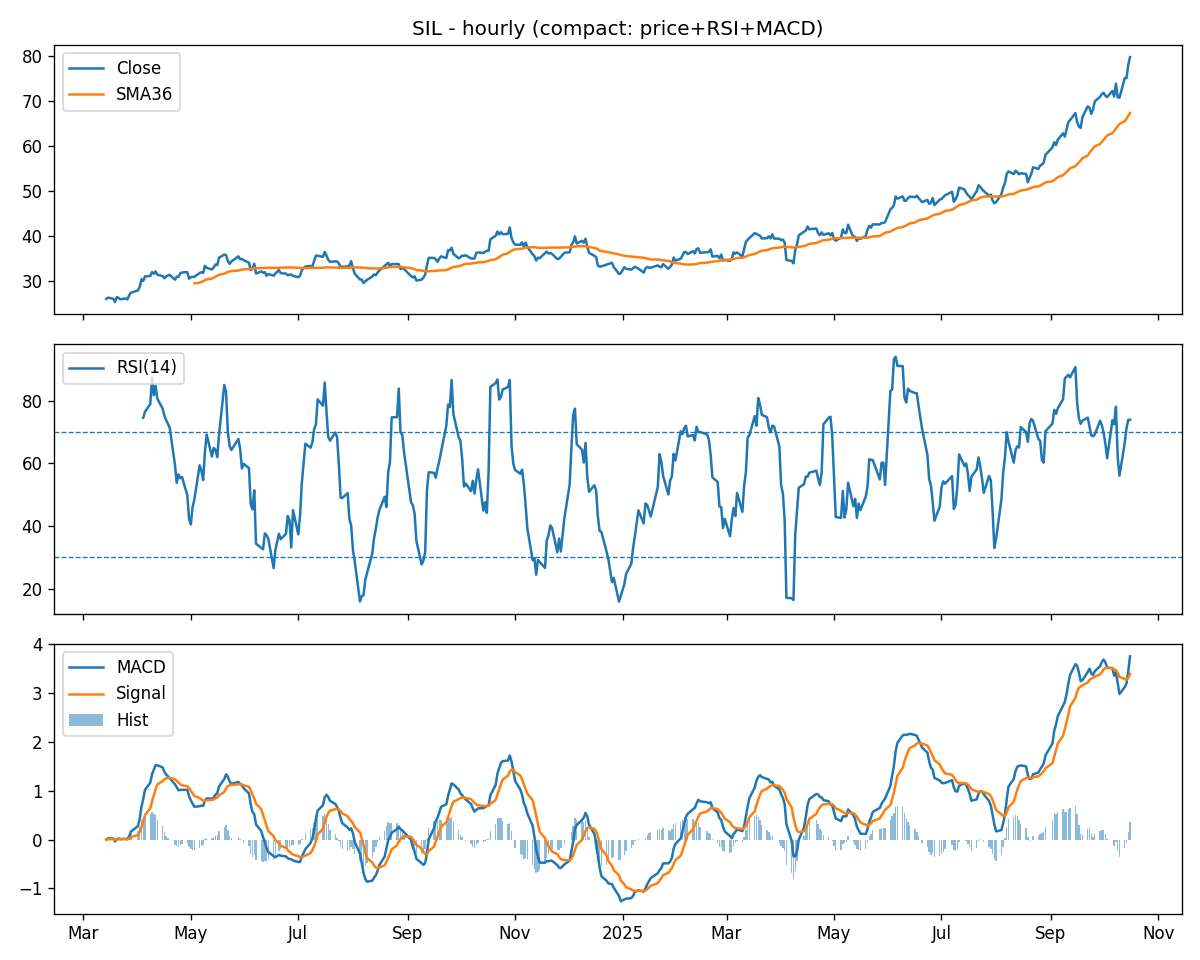 SIL - hourly (compact: price+RSI+MACD)
80
70
60
50
40
30
Close
SMA36
80
60
40
20
RSI(14)
4
3
2
1
0
−1
MACD
Signal
Hist
Mar May Jul Sep Nov 2025 Mar May Jul Sep Nov